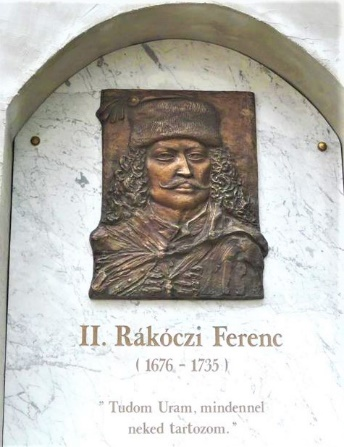 II. Rákóczi Ferenc
( 1676. - 1735 )
" Tudom Uram, mindennel
neked tartozom. "